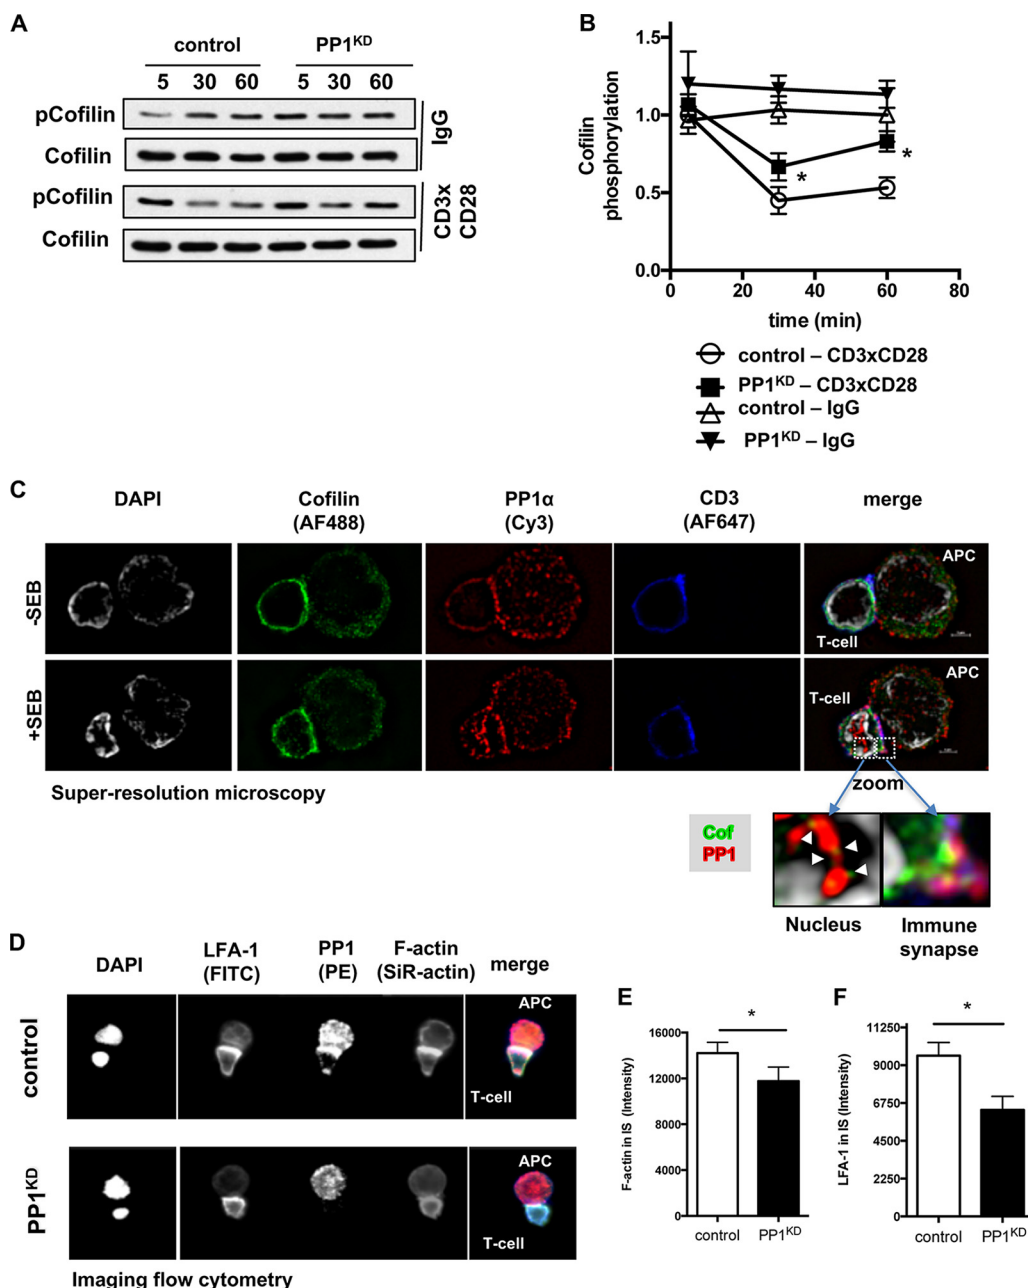 A
control PP1KD
5 30 60 5 30 60
pCofilin
Cofilin
IgG
pCofilin
Cofilin
CD3x
CD28
B
Cofilin
phosphorylation
1.5
1.0
0.5
0.0
*
*
0 20 40 60 80
time (min)
control – CD3xCD28
PP1KD – CD3xCD28
control – IgG
PP1KD – IgG
C
DAPI Cofilin PP1α CD3 merge
(AF488) (Cy3) (AF647)
-SEB
APC
T-cell
+SEB
T-cell
APC
Super-resolution microscopy
zoom
Cof
PP1
Nucleus Immune
synapse
D
DAPI LFA-1 PP1 F-actin merge
(FITC) (PE) (SiR-actin)
control
APC
T-cell
PP1KD
APC
T-cell
Imaging flow cytometry
E
F-actin in IS (Intensity)
16000
12000
8000
4000
0
*
control PP1KD
F
LFA-1 in IS (Intensity)
11250
9000
6750
4500
2250
0
*
control PP1KD